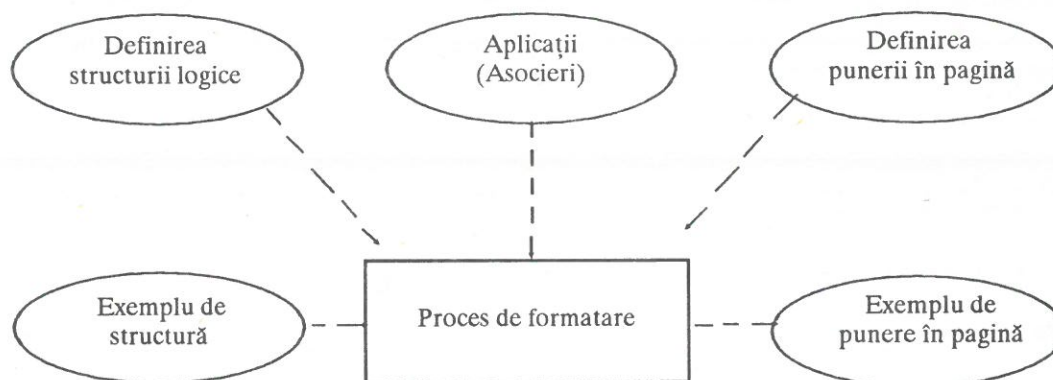 Definirea
structurii logice
Aplicații
(Asocieri)
Definirea
punerii în pagină
Exemplu de
structură
Proces de formatare
Exemplu de
punere în pagină